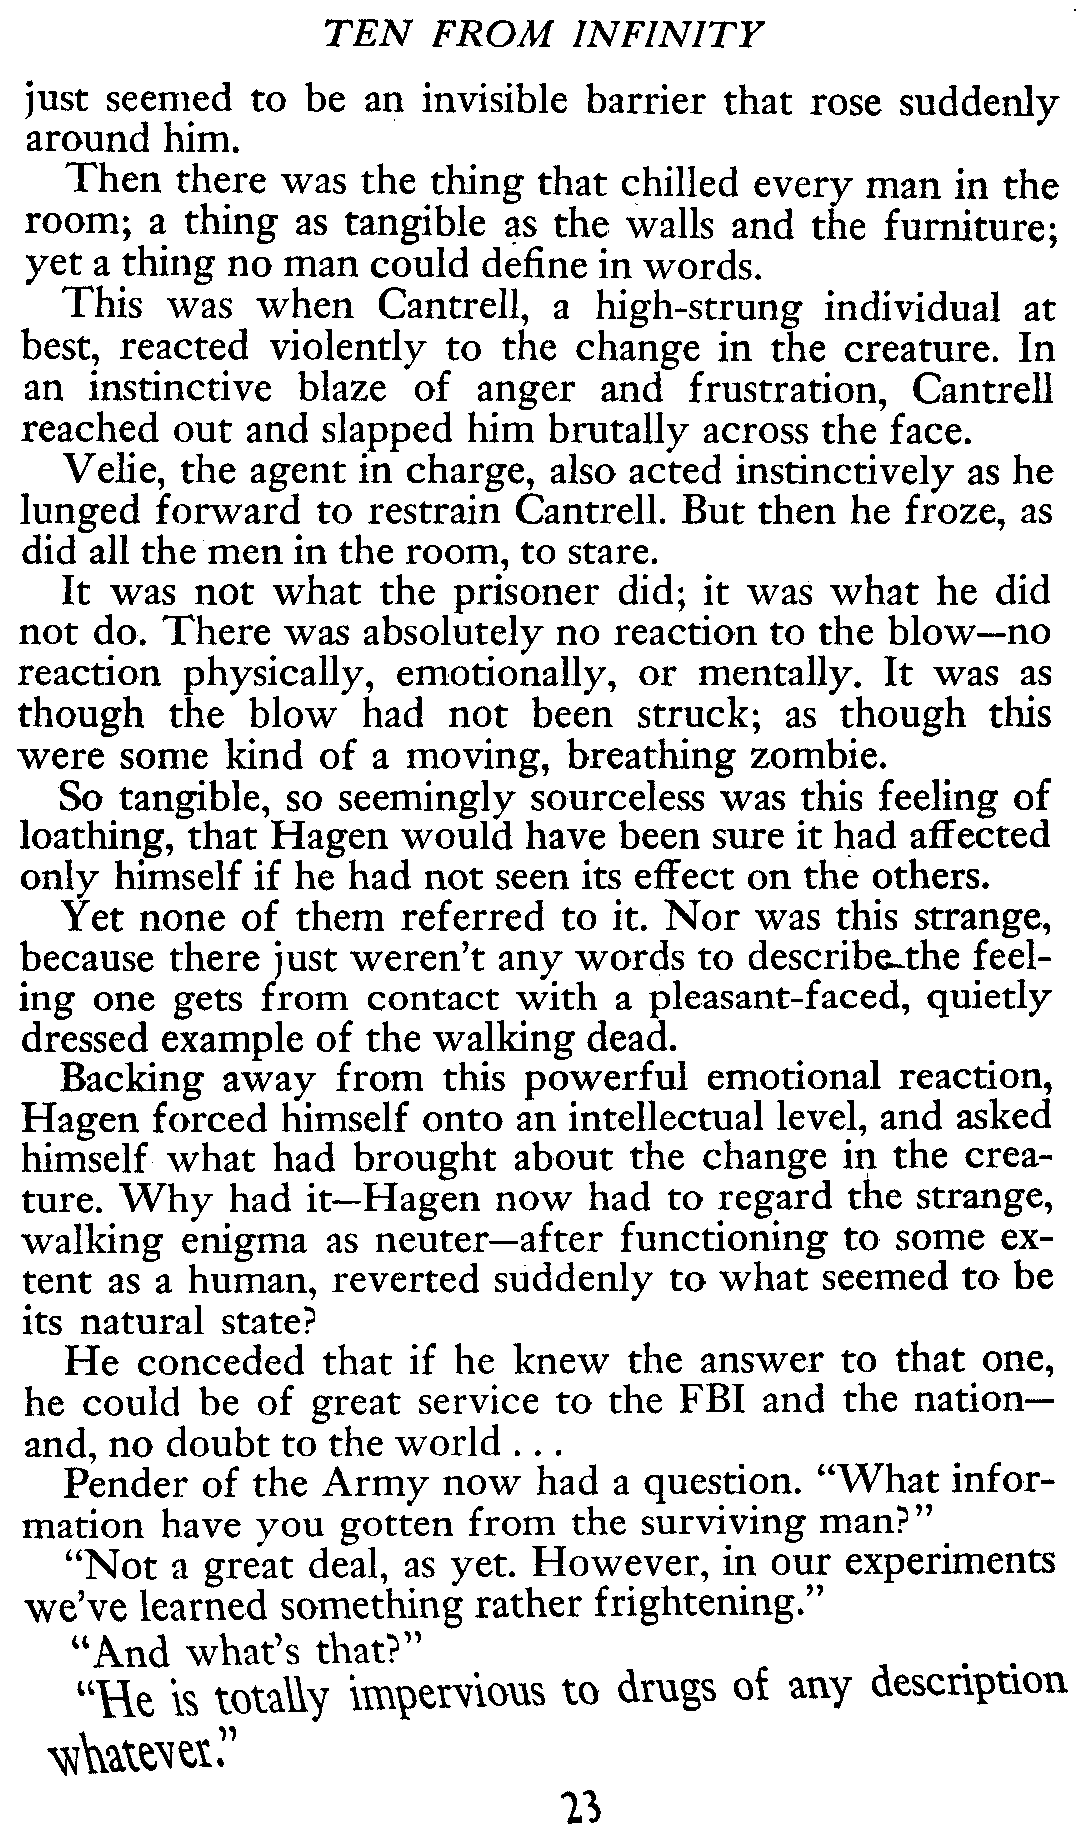 TEN FROM INFINITY
just seemed to be an invisible barrier that rose suddenly
around him.
Then there was the thing that chilled every man in the
room; a thing as tangible as the walls and the furniture;
yet a thing no man could define in words.
This was when Cantrell, a high-strung individual at
best, reacted violently to the change in the creature. In
an instinctive blaze of anger and frustration, Cantrell
reached out and slapped him brutally across the face.
Velie, the agent in charge, also acted instinctively as he
lunged forward to restrain Cantrell. But then he froze, as
did all the men in the room, to stare.
It was not what the prisoner did; it was what he did
not do. There was absolutely no reaction to the blow—no
reaction physically, emotionally, or mentally. It was as
though the blow had not been struck; as though this
were some kind of a moving, breathing zombie.
So tangible, so seemingly sourceless was this feeling of
loathing, that Hagen would have been sure it had affected
only himself if he had not seen its effect on the others.
Yet none of them referred to it. Nor was this strange,
because there just weren't any words to describe the feel-
ing one gets from contact with a pleasant-faced, quietly
dressed example of the walking dead.
Backing away from this powerful emotional reaction,
Hagen forced himself onto an intellectual level, and asked
himself what had brought about the change in the crea-
ture. Why had it—Hagen now had to regard the strange,
walking enigma as neuter—after functioning to some ex-
tent as a human, reverted suddenly to what seemed to be
its natural state?
He conceded that if he knew the answer to that one,
he could be of great service to the FBI and the nation—
and, no doubt to the world . . .
Pender of the Army now had a question. “What infor-
mation have you gotten from the surviving man?”
“Not a great deal, as yet. However, in our experiments
we've learned something rather frightening.”
“And what's that?”
“He is totally impervious to drugs of any description
whatever.”
23